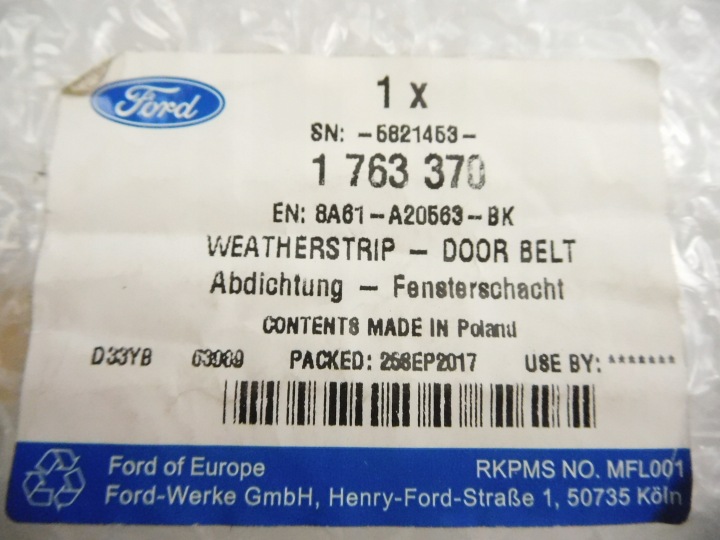 Ford
1 x
SN: -5821453-
1 763 370
EN: 8A61-A20563-BK
WEATHERSTRIP - DOOR BELT
Abdichtung - Fensterschacht
CONTENTS MADE IN Poland
D33YB 63969 PACKED: 25SEP2017 USE BY: *******
Ford of Europe RKPMS NO. MFL001
Ford-Werke GmbH, Henry-Ford-Straße 1, 50735 Köln